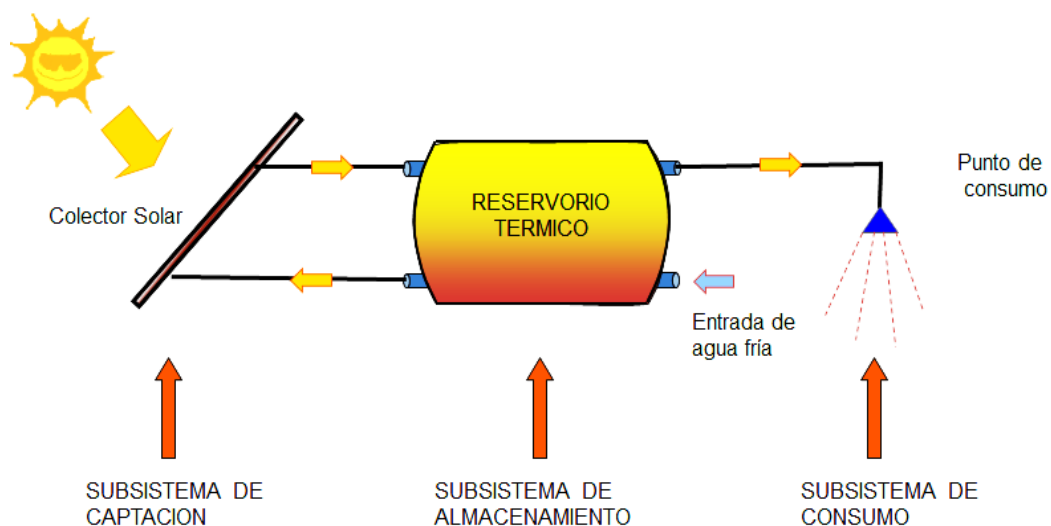 Colector Solar
RESERVORIO
TERMICO
Punto de
consumo
Entrada de
agua fría
SUBSISTEMA DE
CAPTACION
SUBSISTEMA DE
ALMACENAMIENTO
SUBSISTEMA DE
CONSUMO